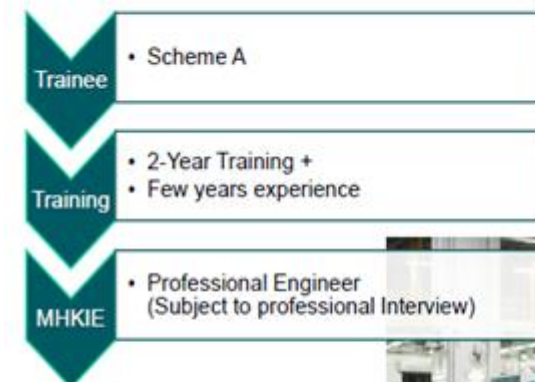 Trainee
• Scheme A
Training
• 2-Year Training +
• Few years experience
MHKIE
• Professional Engineer
(Subject to professional Interview)